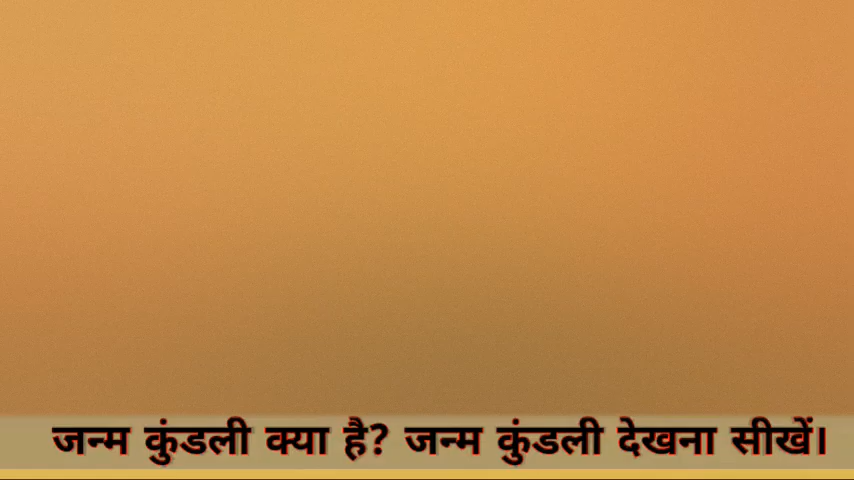 जन्म कुंडली क्या है? जन्म कुंडली देखना सीखें।